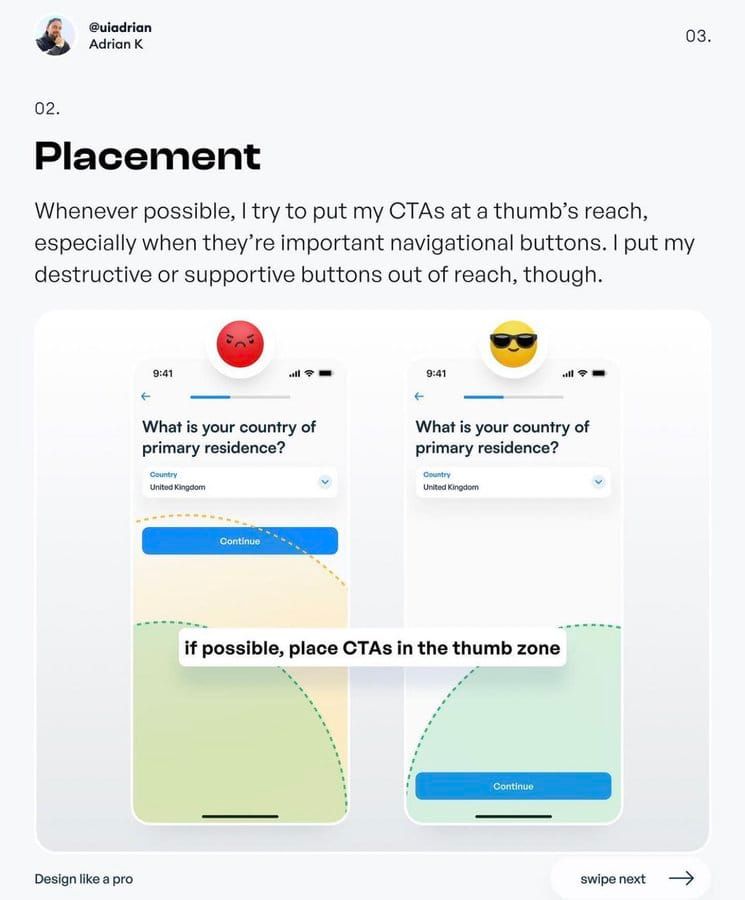 @uiadrian
Adrian K
03.
02.
Placement
Whenever possible, I try to put my CTAs at a thumb’s reach,
especially when they’re important navigational buttons. I put my
destructive or supportive buttons out of reach, though.
9:41
What is your country of
primary residence?
Country
United Kingdom
Continue
9:41
What is your country of
primary residence?
Country
United Kingdom
if possible, place CTAs in the thumb zone
Continue
Design like a pro
swipe next